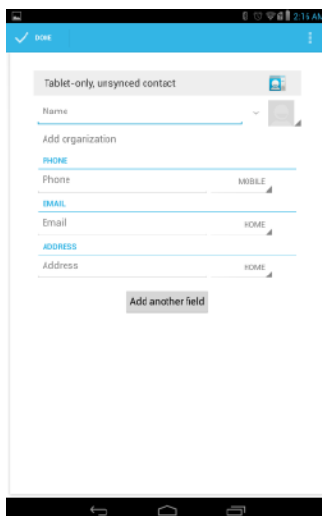 2:16 AM
DONE
Tablet-only, unsynced contact
Name
Add organization
PHONE
Phone MOBILE
EMAIL
Email HOME
ADDRESS
Address HOME
Add another field